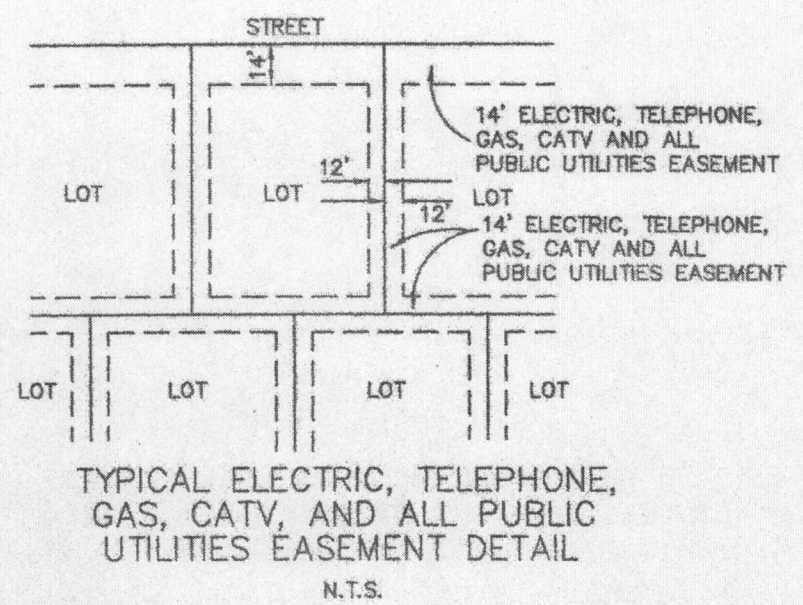 STREET
14'
14' ELECTRIC, TELEPHONE,
GAS, CATV AND ALL
PUBLIC UTILITIES EASEMENT
12'
LOT
LOT
LOT
12'
14' ELECTRIC, TELEPHONE,
GAS, CATV AND ALL
PUBLIC UTILITIES EASEMENT
LOT
LOT
LOT
LOT
TYPICAL ELECTRIC, TELEPHONE,
GAS, CATV, AND ALL PUBLIC
UTILITIES EASEMENT DETAIL
N.T.S.